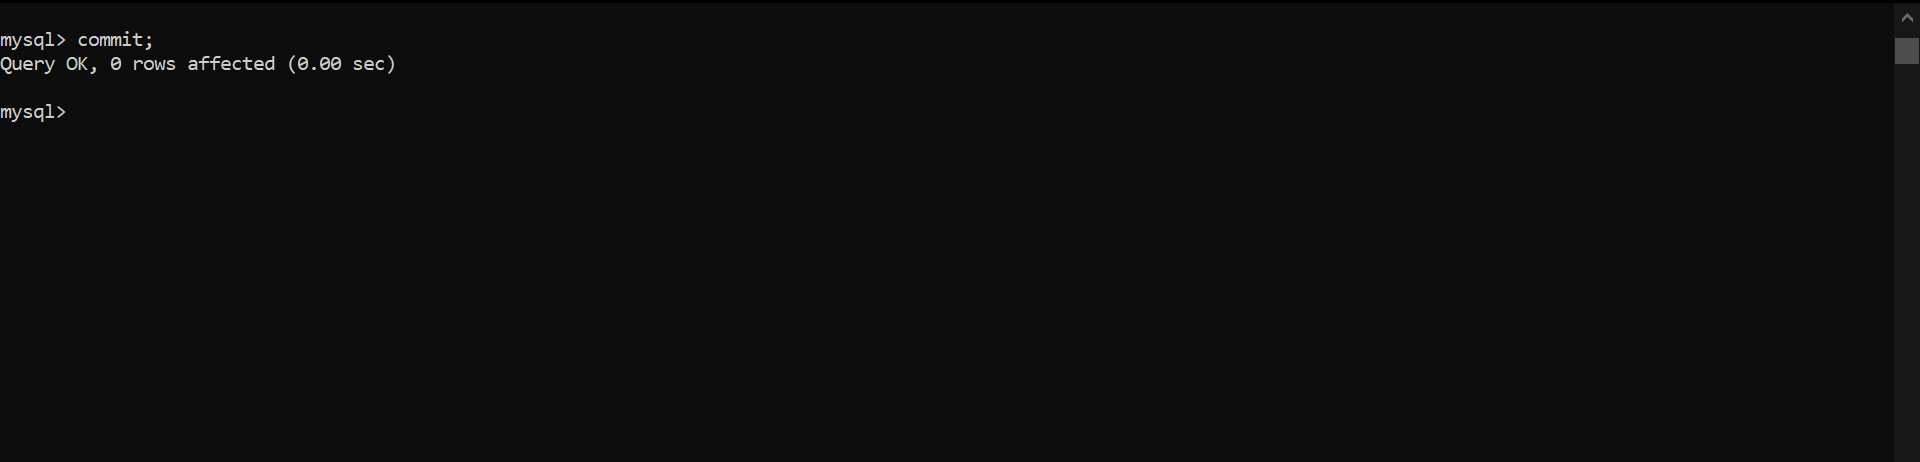 mysql> commit;
Query OK, 0 rows affected (0.00 sec)
mysql>